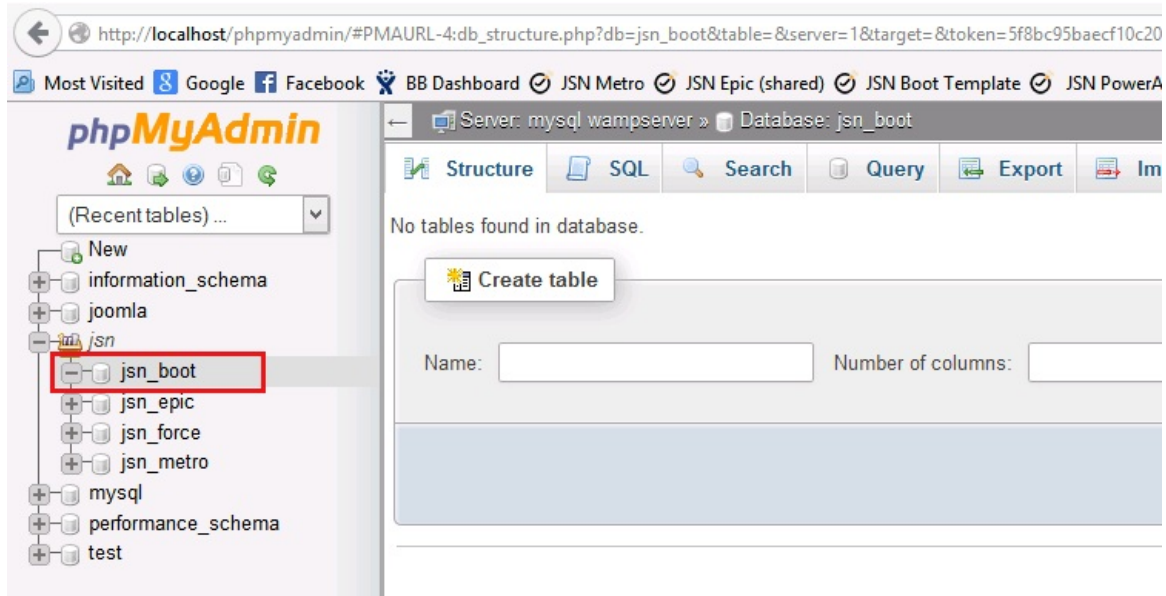 http://localhost/phpmyadmin/#PMAURL-4:db_structure.php?db=jsn_boot&table=&server=1&target=&token=5f8bc95baecf10c20
Most Visited Google Facebook BB Dashboard JSN Metro JSN Epic (shared) JSN Boot Template JSN PowerA
phpMyAdmin
(Recent tables) ...
New
information_schema
joomla
jsn
jsn_boot
jsn_epic
jsn_force
jsn_metro
mysql
performance_schema
test
Server: mysql wampserver » Database: jsn_boot
Structure SQL Search Query Export Im
No tables found in database.
Create table
Name: Number of columns: